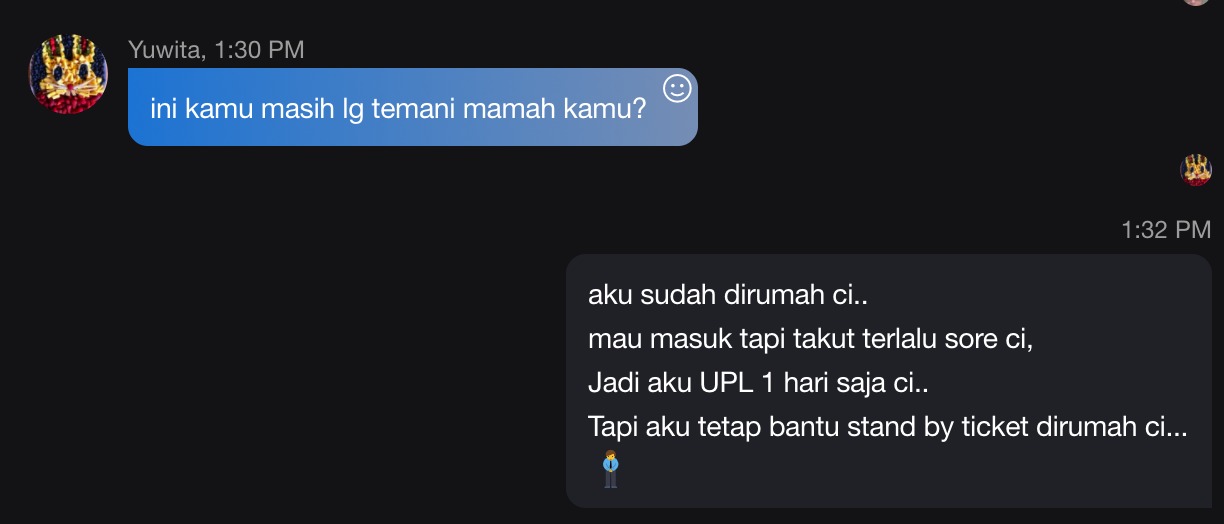 Yuwita, 1:30 PM
ini kamu masih lg temani mamah kamu?
1:32 PM
aku sudah dirumah ci..
mau masuk tapi takut terlalu sore ci,
Jadi aku UPL 1 hari saja ci..
Tapi aku tetap bantu stand by ticket dirumah ci...